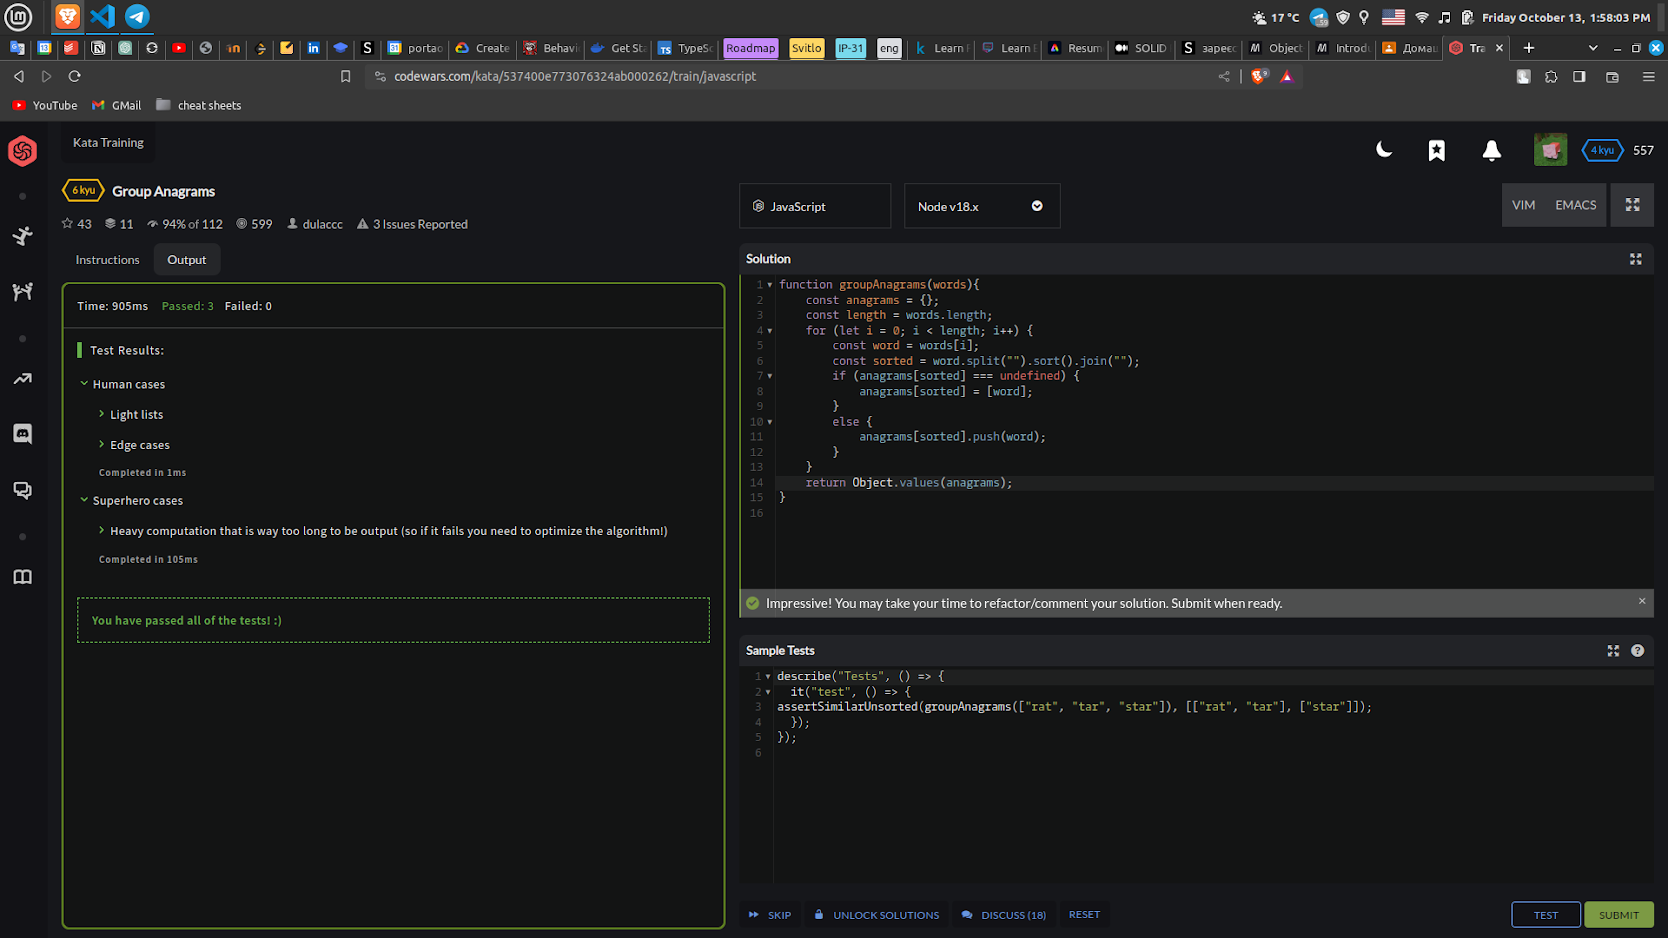 17 °C
59
Friday October 13, 1:58:03 PM
portao
Create
Behavi
Get Sta
TypeSc
Roadmap
Svitlo
IP-31
eng
Learn F
Learn E
Resum
SOLID
зареєс
Object
Introdu
Домаш
Tra
codewars.com/kata/537400e773076324ab000262/train/javascript
9
YouTube
GMail
cheat sheets
Kata Training
4 kyu
557
6 kyu
Group Anagrams
43
11
94% of 112
599
dulaccc
3 Issues Reported
JavaScript
Node v18.x
VIM
EMACS
Instructions
Output
Time: 905ms Passed: 3 Failed: 0
Test Results:
Human cases
Light lists
Edge cases
Completed in 1ms
Superhero cases
Heavy computation that is way too long to be output (so if it fails you need to optimize the algorithm!)
Completed in 105ms
You have passed all of the tests! :)
Solution
1 function groupAnagrams(words){
2 const anagrams = {};
3 const length = words.length;
4 for (let i = 0; i < length; i++) {
5 const word = words[i];
6 const sorted = word.split("").sort().join("");
7 if (anagrams[sorted] === undefined) {
8 anagrams[sorted] = [word];
9 }
10 else {
11 anagrams[sorted].push(word);
12 }
13 }
14 return Object.values(anagrams);
15 }
16
Impressive! You may take your time to refactor/comment your solution. Submit when ready.
Sample Tests
1 describe("Tests", () => {
2 it("test", () => {
3 assertSimilarUnsorted(groupAnagrams(["rat", "tar", "star"]), [["rat", "tar"], ["star"]]);
4 });
5 });
6
SKIP
UNLOCK SOLUTIONS
DISCUSS (18)
RESET
TEST
SUBMIT